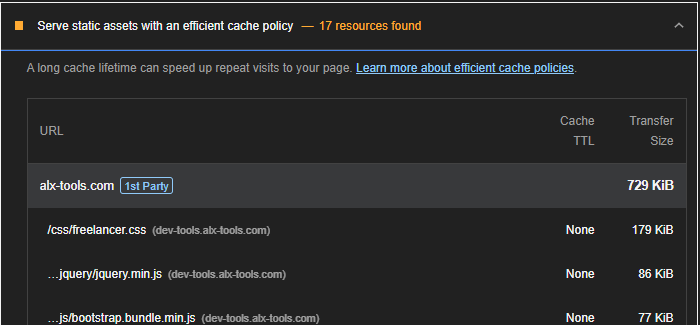 Serve static assets with an efficient cache policy — 17 resources found
A long cache lifetime can speed up repeat visits to your page. Learn more about efficient cache policies.
URL Cache TTL Transfer Size
alx-tools.com 1st Party 729 KiB
/css/freelancer.css (dev-tools.alx-tools.com) None 179 KiB
…jquery/jquery.min.js (dev-tools.alx-tools.com) None 86 KiB
…js/bootstrap.bundle.min.js (dev-tools.alx-tools.com) None 77 KiB